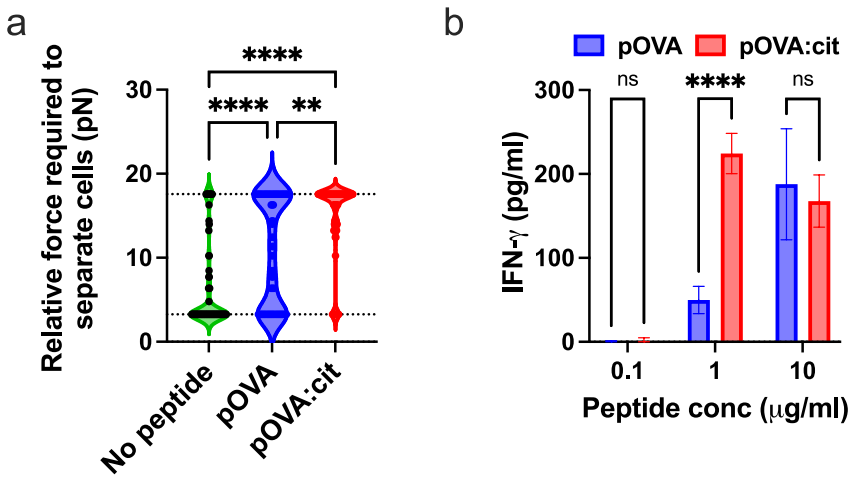 a
Relative force required to
separate cells (pN)
30
20
10
0
****
****
**
No peptide
pOVA
pOVA:cit
b
pOVA
pOVA:cit
IFN-γ (pg/ml)
300
200
100
0
ns
****
ns
0.1
1
10
Peptide conc (μg/ml)